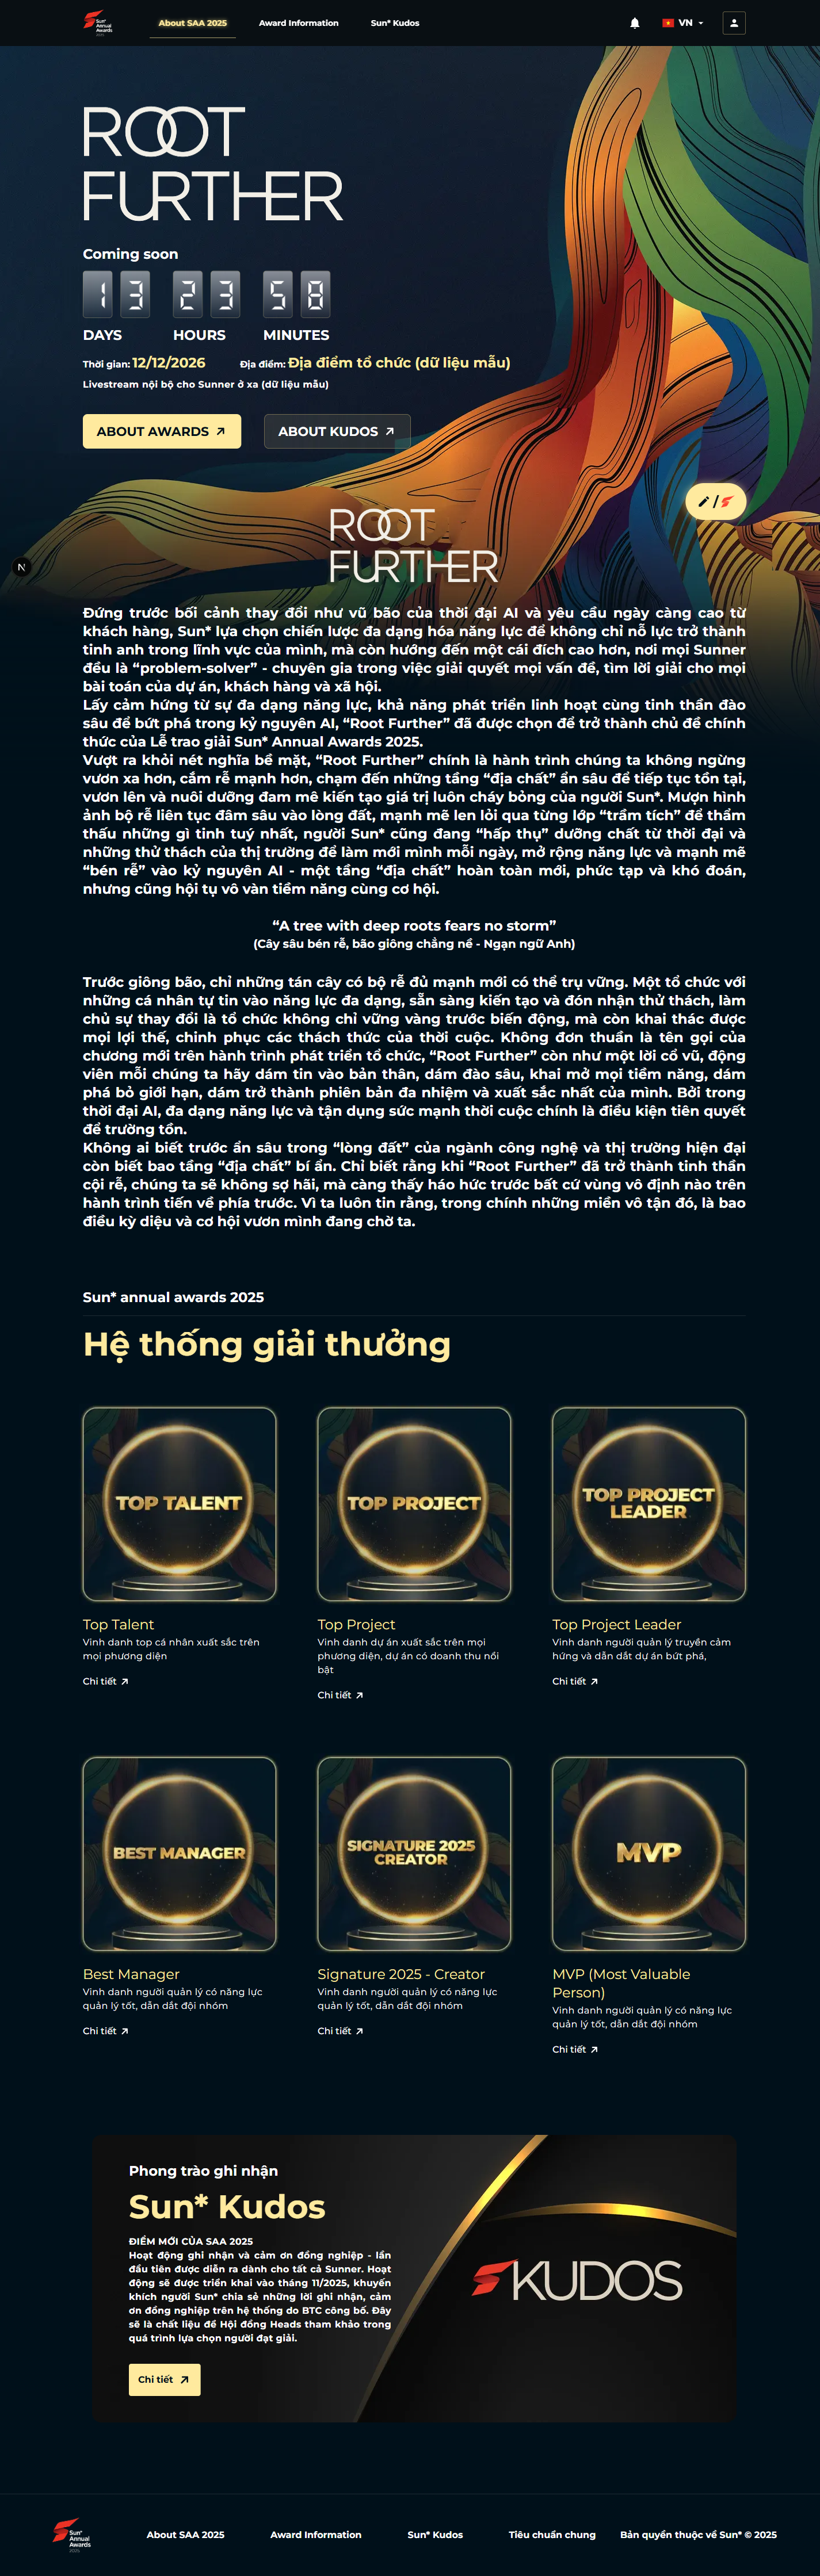 Sun*
Annual
Awards
2025
About SAA 2025
Award Information
Sun* Kudos
VN
ROOT
FURTHER
Coming soon
13 23 58
DAYS HOURS MINUTES
Thời gian: 12/12/2026 Địa điểm: Địa điểm tổ chức (dữ liệu mẫu)
Livestream nội bộ cho Sunner ở xa (dữ liệu mẫu)
ABOUT AWARDS
ABOUT KUDOS
/
ROOT
FURTHER
N
Đứng trước bối cảnh thay đổi như vũ bão của thời đại AI và yêu cầu ngày càng cao từ
khách hàng, Sun* lựa chọn chiến lược đa dạng hóa năng lực để không chỉ nỗ lực trở thành
tinh anh trong lĩnh vực của mình, mà còn hướng đến một cái đích cao hơn, nơi mọi Sunner
đều là “problem-solver” - chuyên gia trong việc giải quyết mọi vấn đề, tìm lời giải cho mọi
bài toán của dự án, khách hàng và xã hội.
Lấy cảm hứng từ sự đa dạng năng lực, khả năng phát triển linh hoạt cùng tinh thần đào
sâu để bứt phá trong kỷ nguyên AI, “Root Further” đã được chọn để trở thành chủ đề chính
thức của Lễ trao giải Sun* Annual Awards 2025.
Vượt ra khỏi nét nghĩa bề mặt, “Root Further” chính là hành trình chúng ta không ngừng
vươn xa hơn, cắm rễ mạnh hơn, chạm đến những tầng “địa chất” ẩn sâu để tiếp tục tồn tại,
vươn lên và nuôi dưỡng đam mê kiến tạo giá trị luôn cháy bỏng của người Sun*. Mượn hình
ảnh bộ rễ liên tục đâm sâu vào lòng đất, mạnh mẽ len lỏi qua từng lớp “trầm tích” để thẩm
thấu những gì tinh tuý nhất, người Sun* cũng đang “hấp thụ” dưỡng chất từ thời đại và
những thử thách của thị trường để làm mới mình mỗi ngày, mở rộng năng lực và mạnh mẽ
“bén rễ” vào kỷ nguyên AI - một tầng “địa chất” hoàn toàn mới, phức tạp và khó đoán,
nhưng cũng hội tụ vô vàn tiềm năng cùng cơ hội.
“A tree with deep roots fears no storm”
(Cây sâu bén rễ, bão giông chẳng nề - Ngạn ngữ Anh)
Trước giông bão, chỉ những tán cây có bộ rễ đủ mạnh mới có thể trụ vững. Một tổ chức với
những cá nhân tự tin vào năng lực đa dạng, sẵn sàng kiến tạo và đón nhận thử thách, làm
chủ sự thay đổi là tổ chức không chỉ vững vàng trước biến động, mà còn khai thác được
mọi lợi thế, chinh phục các thách thức của thời cuộc. Không đơn thuần là tên gọi của
chương mới trên hành trình phát triển tổ chức, “Root Further” còn như một lời cổ vũ, động
viên mỗi chúng ta hãy dám tin vào bản thân, dám đào sâu, khai mở mọi tiềm năng, dám
phá bỏ giới hạn, dám trở thành phiên bản đa nhiệm và xuất sắc nhất của mình. Bởi trong
thời đại AI, đa dạng năng lực và tận dụng sức mạnh thời cuộc chính là điều kiện tiên quyết
để trường tồn.
Không ai biết trước ẩn sâu trong “lòng đất” của ngành công nghệ và thị trường hiện đại
còn biết bao tầng “địa chất” bí ẩn. Chỉ biết rằng khi “Root Further” đã trở thành tinh thần
cội rễ, chúng ta sẽ không sợ hãi, mà càng thấy háo hức trước bất cứ vùng vô định nào trên
hành trình tiến về phía trước. Vì ta luôn tin rằng, trong chính những miền vô tận đó, là bao
điều kỳ diệu và cơ hội vươn mình đang chờ ta.
Sun* annual awards 2025
Hệ thống giải thưởng
TOP TALENT
Top Talent
Vinh danh top cá nhân xuất sắc trên
mọi phương diện
Chi tiết
TOP PROJECT
Top Project
Vinh danh dự án xuất sắc trên mọi
phương diện, dự án có doanh thu nổi
bật
Chi tiết
TOP PROJECT
LEADER
Top Project Leader
Vinh danh người quản lý truyền cảm
hứng và dẫn dắt dự án bứt phá,
Chi tiết
BEST MANAGER
Best Manager
Vinh danh người quản lý có năng lực
quản lý tốt, dẫn dắt đội nhóm
Chi tiết
SIGNATURE 2025
CREATOR
Signature 2025 - Creator
Vinh danh người quản lý có năng lực
quản lý tốt, dẫn dắt đội nhóm
Chi tiết
MVP
MVP (Most Valuable
Person)
Vinh danh người quản lý có năng lực
quản lý tốt, dẫn dắt đội nhóm
Chi tiết
Phong trào ghi nhận
Sun* Kudos
ĐIỂM MỚI CỦA SAA 2025
Hoạt động ghi nhận và cảm ơn đồng nghiệp - lần
đầu tiên được diễn ra dành cho tất cả Sunner. Hoạt
động sẽ được triển khai vào tháng 11/2025, khuyến
khích người Sun* chia sẻ những lời ghi nhận, cảm
ơn đồng nghiệp trên hệ thống do BTC công bố. Đây
sẽ là chất liệu để Hội đồng Heads tham khảo trong
quá trình lựa chọn người đạt giải.
Chi tiết
KUDOS
Sun*
Annual
Awards
2025
About SAA 2025
Award Information
Sun* Kudos
Tiêu chuẩn chung
Bản quyền thuộc về Sun* © 2025